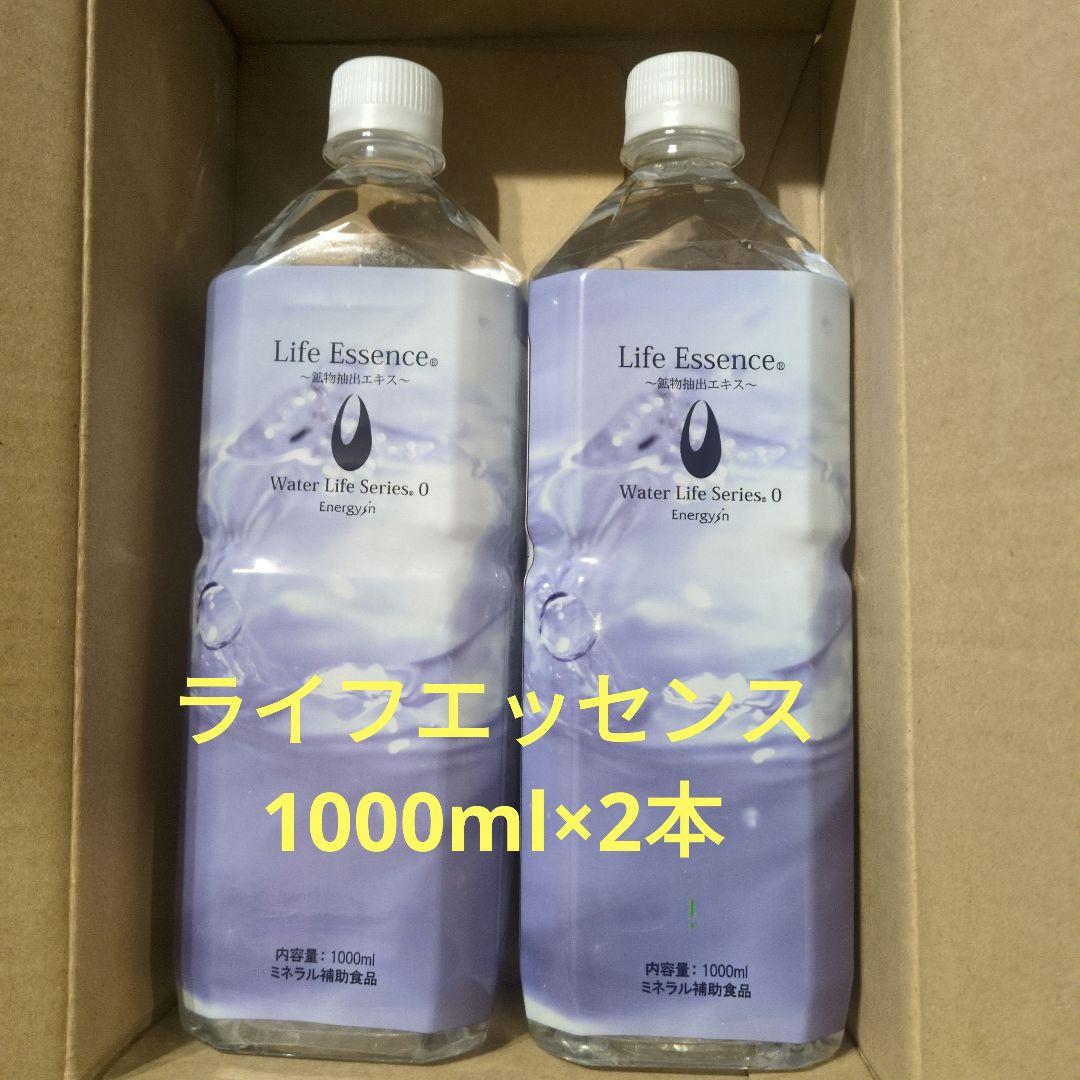 Life Essence®
～鉱物抽出エキス～
Water Life Series® 0
Energysin
内容量：1000ml
ミネラル補助食品
Life Essence®
～鉱物抽出エキス～
Water Life Series® 0
Energysin
内容量：1000ml
ミネラル補助食品
ライフエッセンス
1000ml×2本